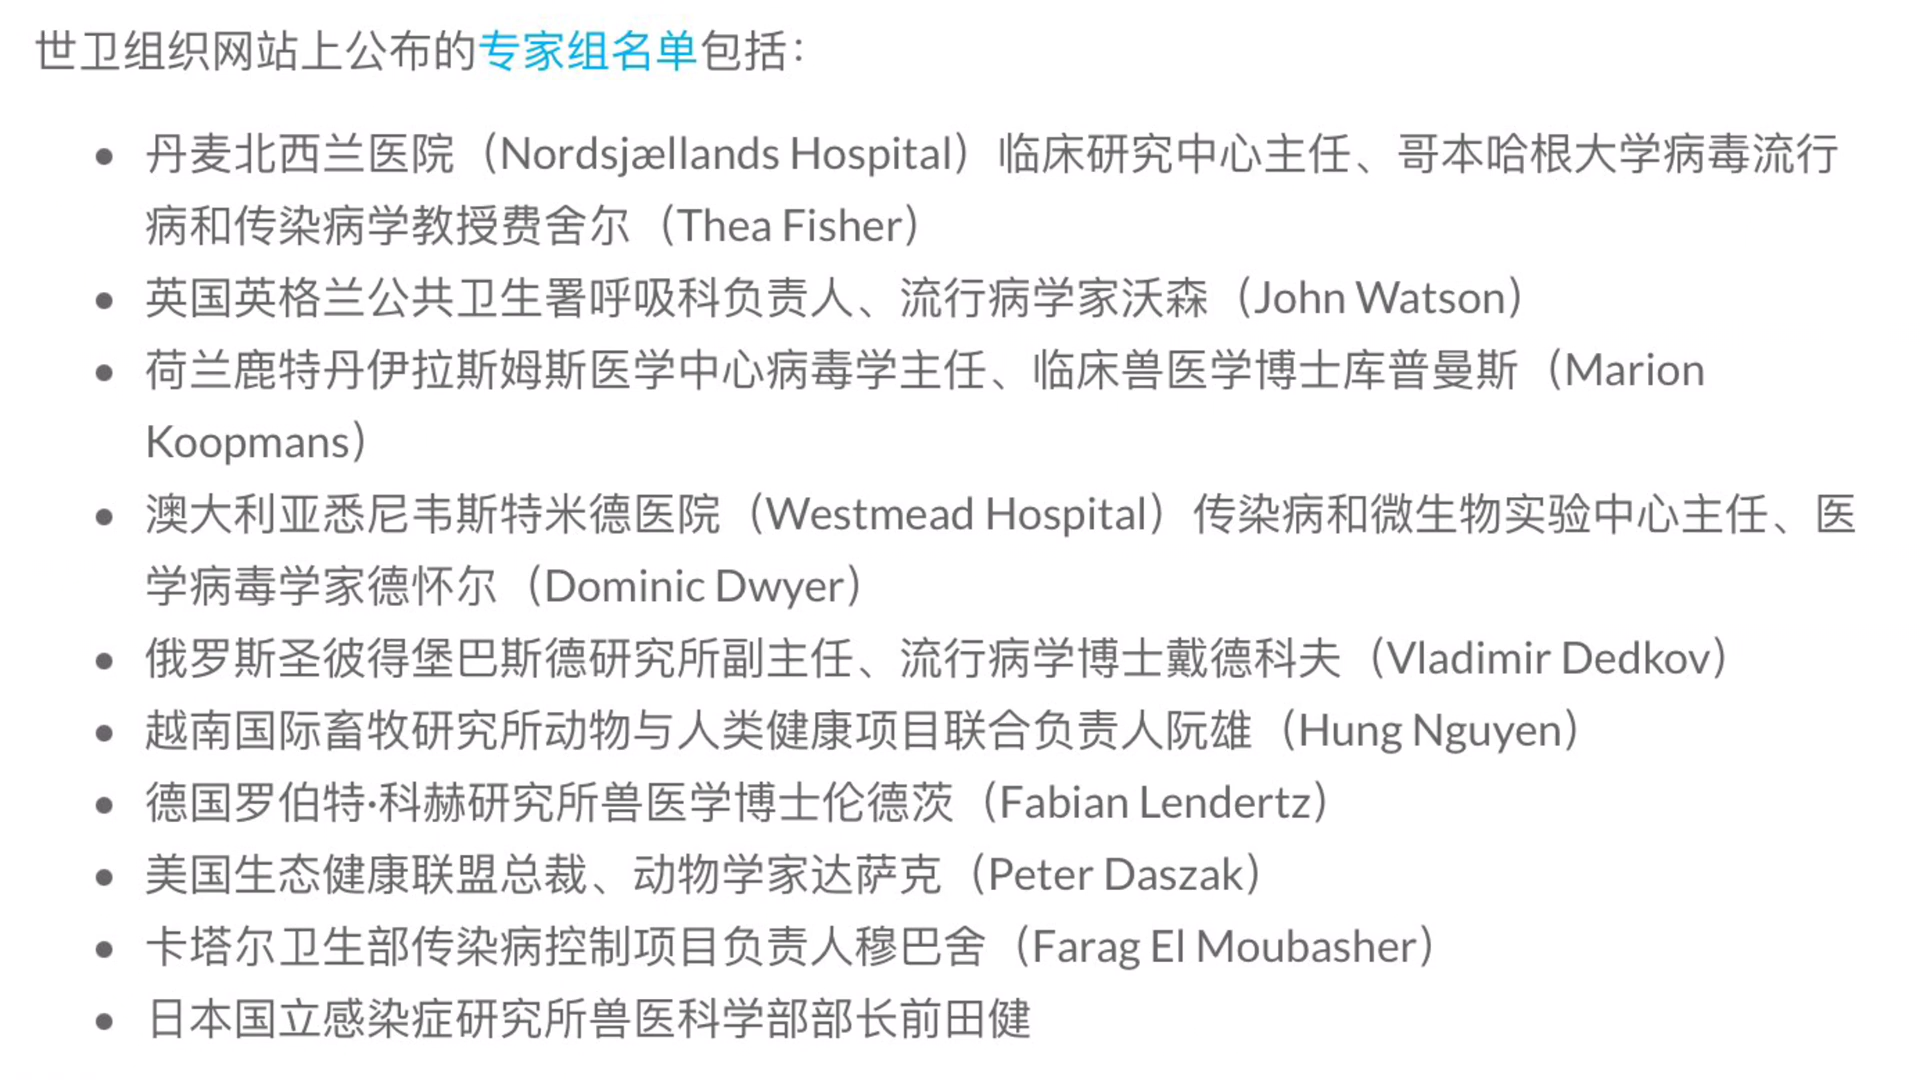 世卫组织网站上公布的专家组名单包括：
• 丹麦北西兰医院（Nordsjællands Hospital）临床研究中心主任、哥本哈根大学病毒流行
病和传染病学教授费舍尔（Thea Fisher）
• 英国英格兰公共卫生署呼吸科负责人、流行病学家沃森（John Watson）
• 荷兰鹿特丹伊拉斯姆斯医学中心病毒学主任、临床兽医学博士库普曼斯（Marion
Koopmans）
• 澳大利亚悉尼韦斯特米德医院（Westmead Hospital）传染病和微生物实验中心主任、医
学病毒学家德怀尔（Dominic Dwyer）
• 俄罗斯圣彼得堡巴斯德研究所副主任、流行病学博士戴德科夫（Vladimir Dedkov）
• 越南国际畜牧研究所动物与人类健康项目联合负责人阮雄（Hung Nguyen）
• 德国罗伯特·科赫研究所兽医学博士伦德茨（Fabian Lendertz）
• 美国生态健康联盟总裁、动物学家达萨克（Peter Daszak）
• 卡塔尔卫生部传染病控制项目负责人穆巴舍（Farag El Moubasher）
• 日本国立感染症研究所兽医科学部部长前田健